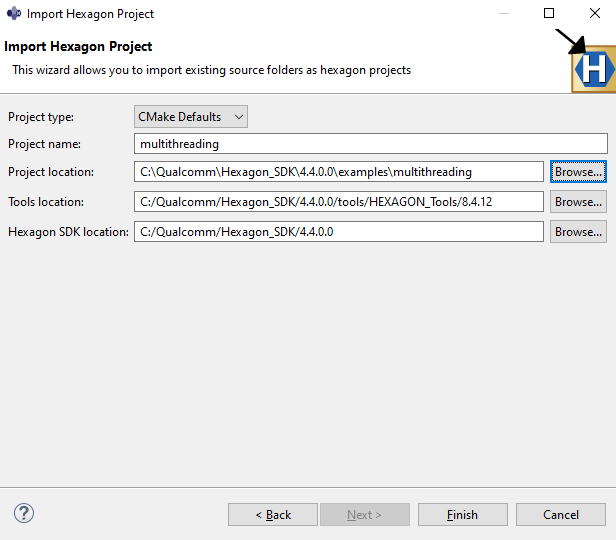 Import Hexagon Project
Import Hexagon Project
This wizard allows you to import existing source folders as hexagon projects
H
Project type: CMake Defaults
Project name: multithreading
Project location: C:\Qualcomm\Hexagon_SDK\4.4.0.0\examples\multithreading Browse...
Tools location: C:/Qualcomm/Hexagon_SDK/4.4.0.0/tools/HEXAGON_Tools/8.4.12 Browse...
Hexagon SDK location: C:/Qualcomm/Hexagon_SDK/4.4.0.0 Browse...
? < Back Next > Finish Cancel